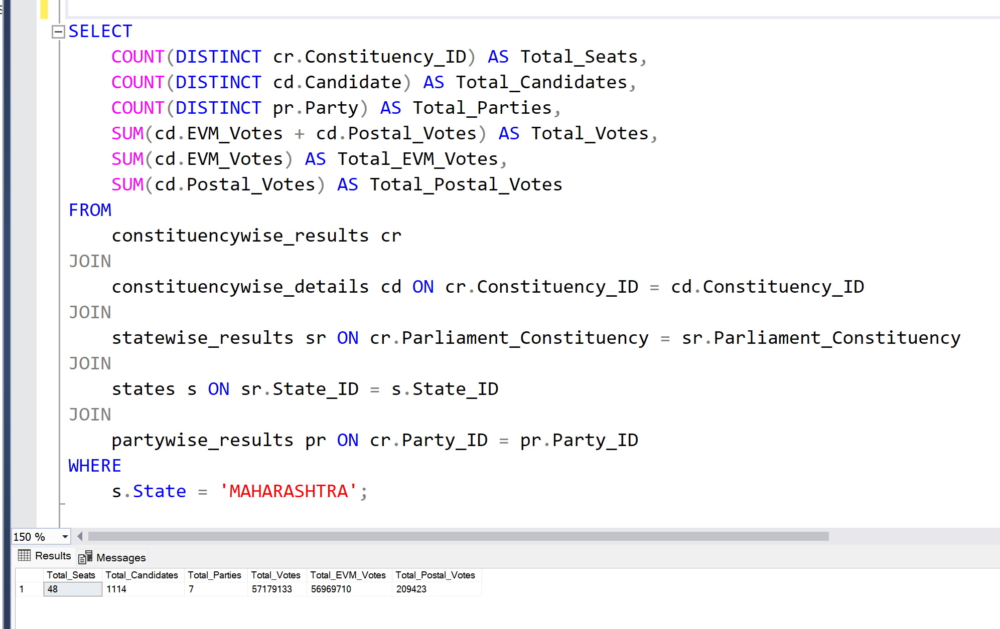 SELECT
COUNT(DISTINCT cr.Constituency_ID) AS Total_Seats,
COUNT(DISTINCT cd.Candidate) AS Total_Candidates,
COUNT(DISTINCT pr.Party) AS Total_Parties,
SUM(cd.EVM_Votes + cd.Postal_Votes) AS Total_Votes,
SUM(cd.EVM_Votes) AS Total_EVM_Votes,
SUM(cd.Postal_Votes) AS Total_Postal_Votes
FROM
constituencywise_results cr
JOIN
constituencywise_details cd ON cr.Constituency_ID = cd.Constituency_ID
JOIN
statewise_results sr ON cr.Parliament_Constituency = sr.Parliament_Constituency
JOIN
states s ON sr.State_ID = s.State_ID
JOIN
partywise_results pr ON cr.Party_ID = pr.Party_ID
WHERE
s.State = 'MAHARASHTRA';
150 %
Results Messages
Total_Seats Total_Candidates Total_Parties Total_Votes Total_EVM_Votes Total_Postal_Votes
1 48 1114 7 57179133 56969710 209423